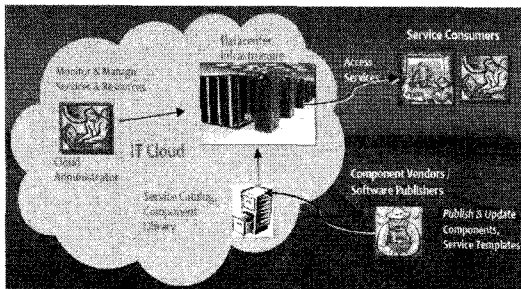 Datacenter
Infrastructure
Service Consumers
Access
Services
Monitor & Manage
Services & Resources
IT Cloud
Cloud
Administrator
Service Catalog,
Component
Library
Component Vendors /
Software Publishers
Publish & Update
Components,
Service Templates